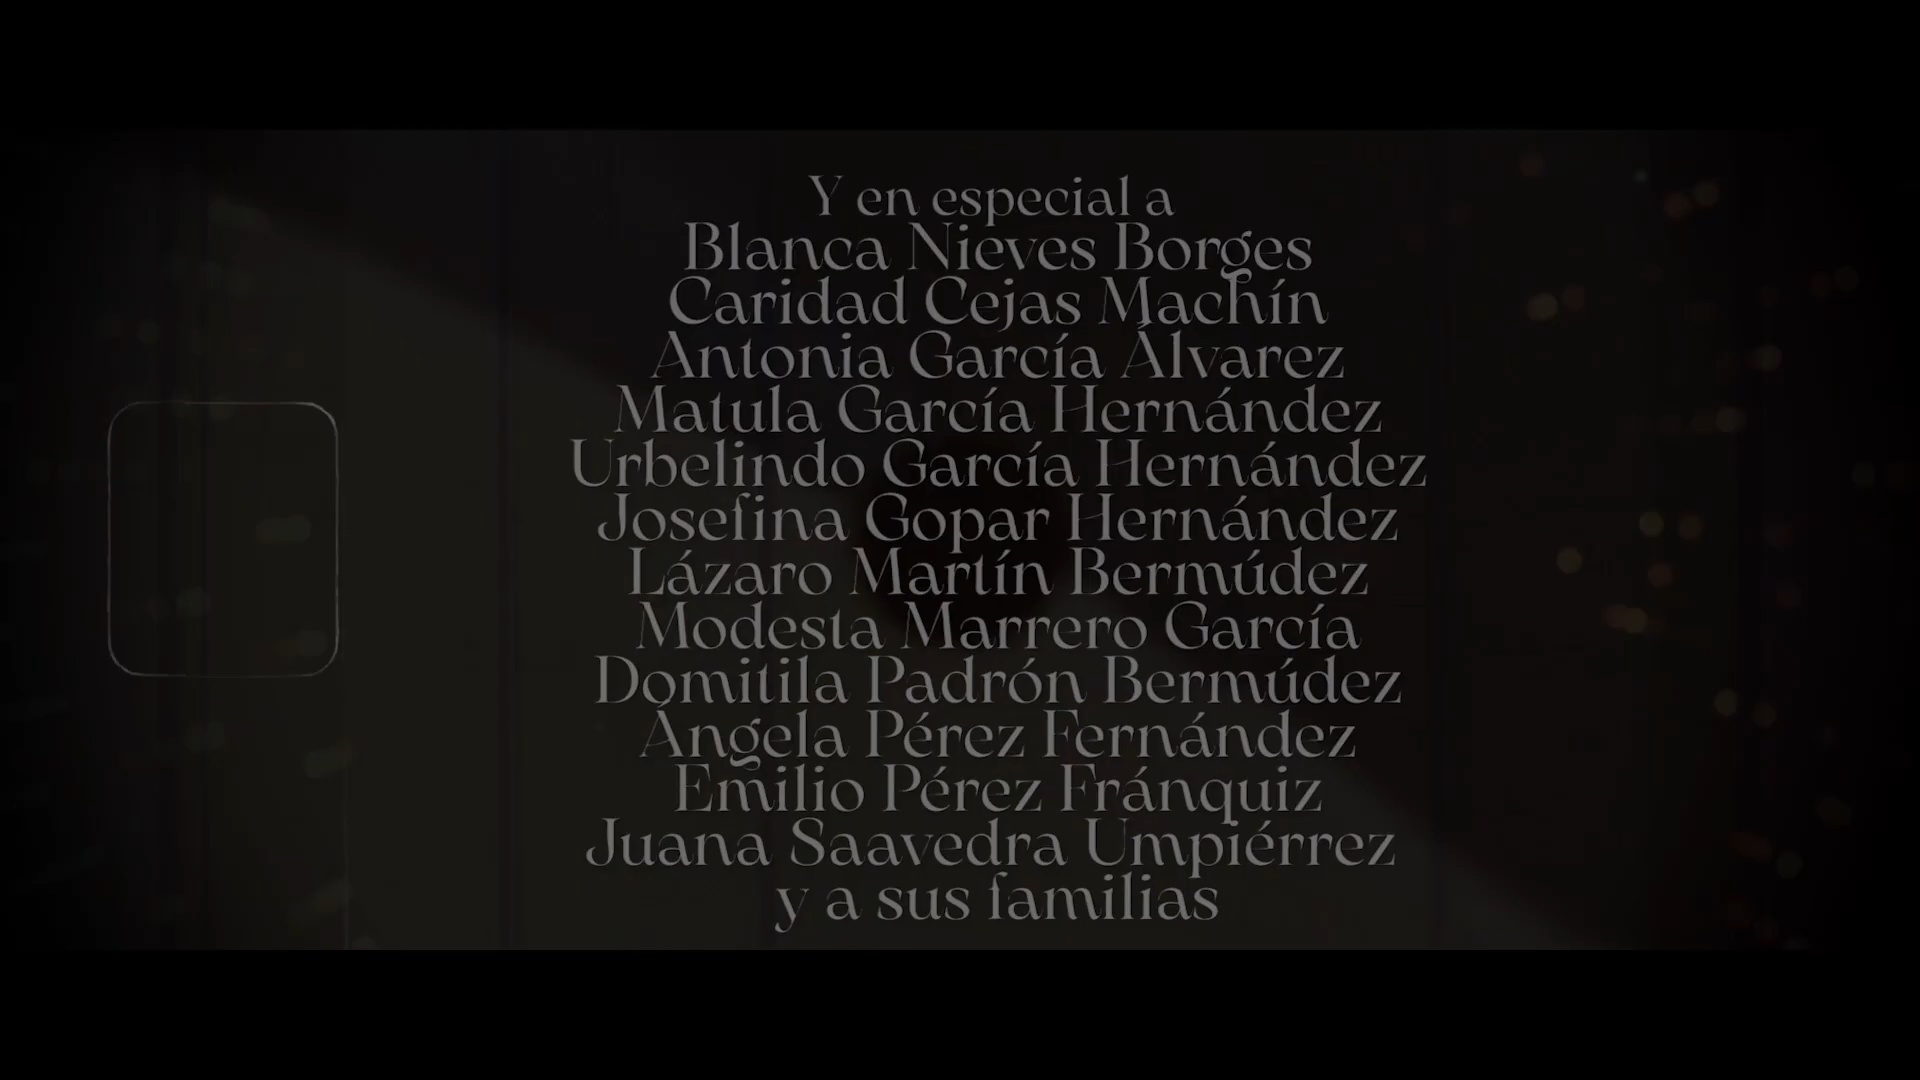 Y en especial a
Blanca Nieves Borges
Caridad Cejas Machín
Antonia García Álvarez
Matula García Hernández
Urbelindo García Hernández
Josefina Gopar Hernández
Lázaro Martín Bermúdez
Modesta Marrero García
Domitila Padrón Bermúdez
Ángela Pérez Fernández
Emilio Pérez Fránquiz
Juana Saavedra Umpiérrez
y a sus familias